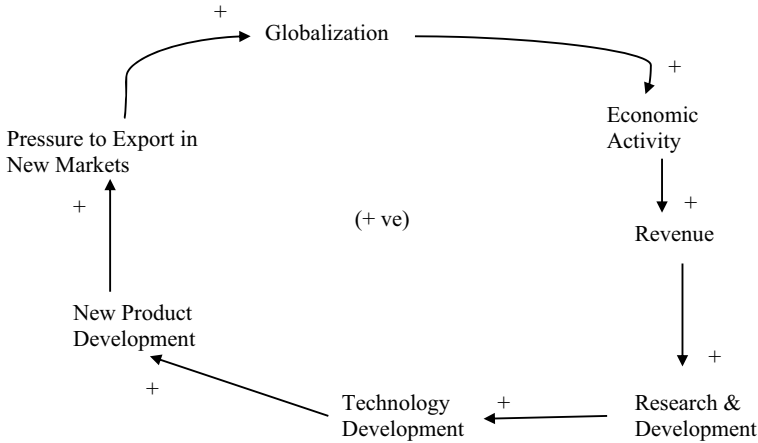 +
Globalization
+
Economic
Activity
+
Revenue
+
Research &
Development
+
Technology
Development
+
New Product
Development
+
Pressure to Export in
New Markets
(+ ve)